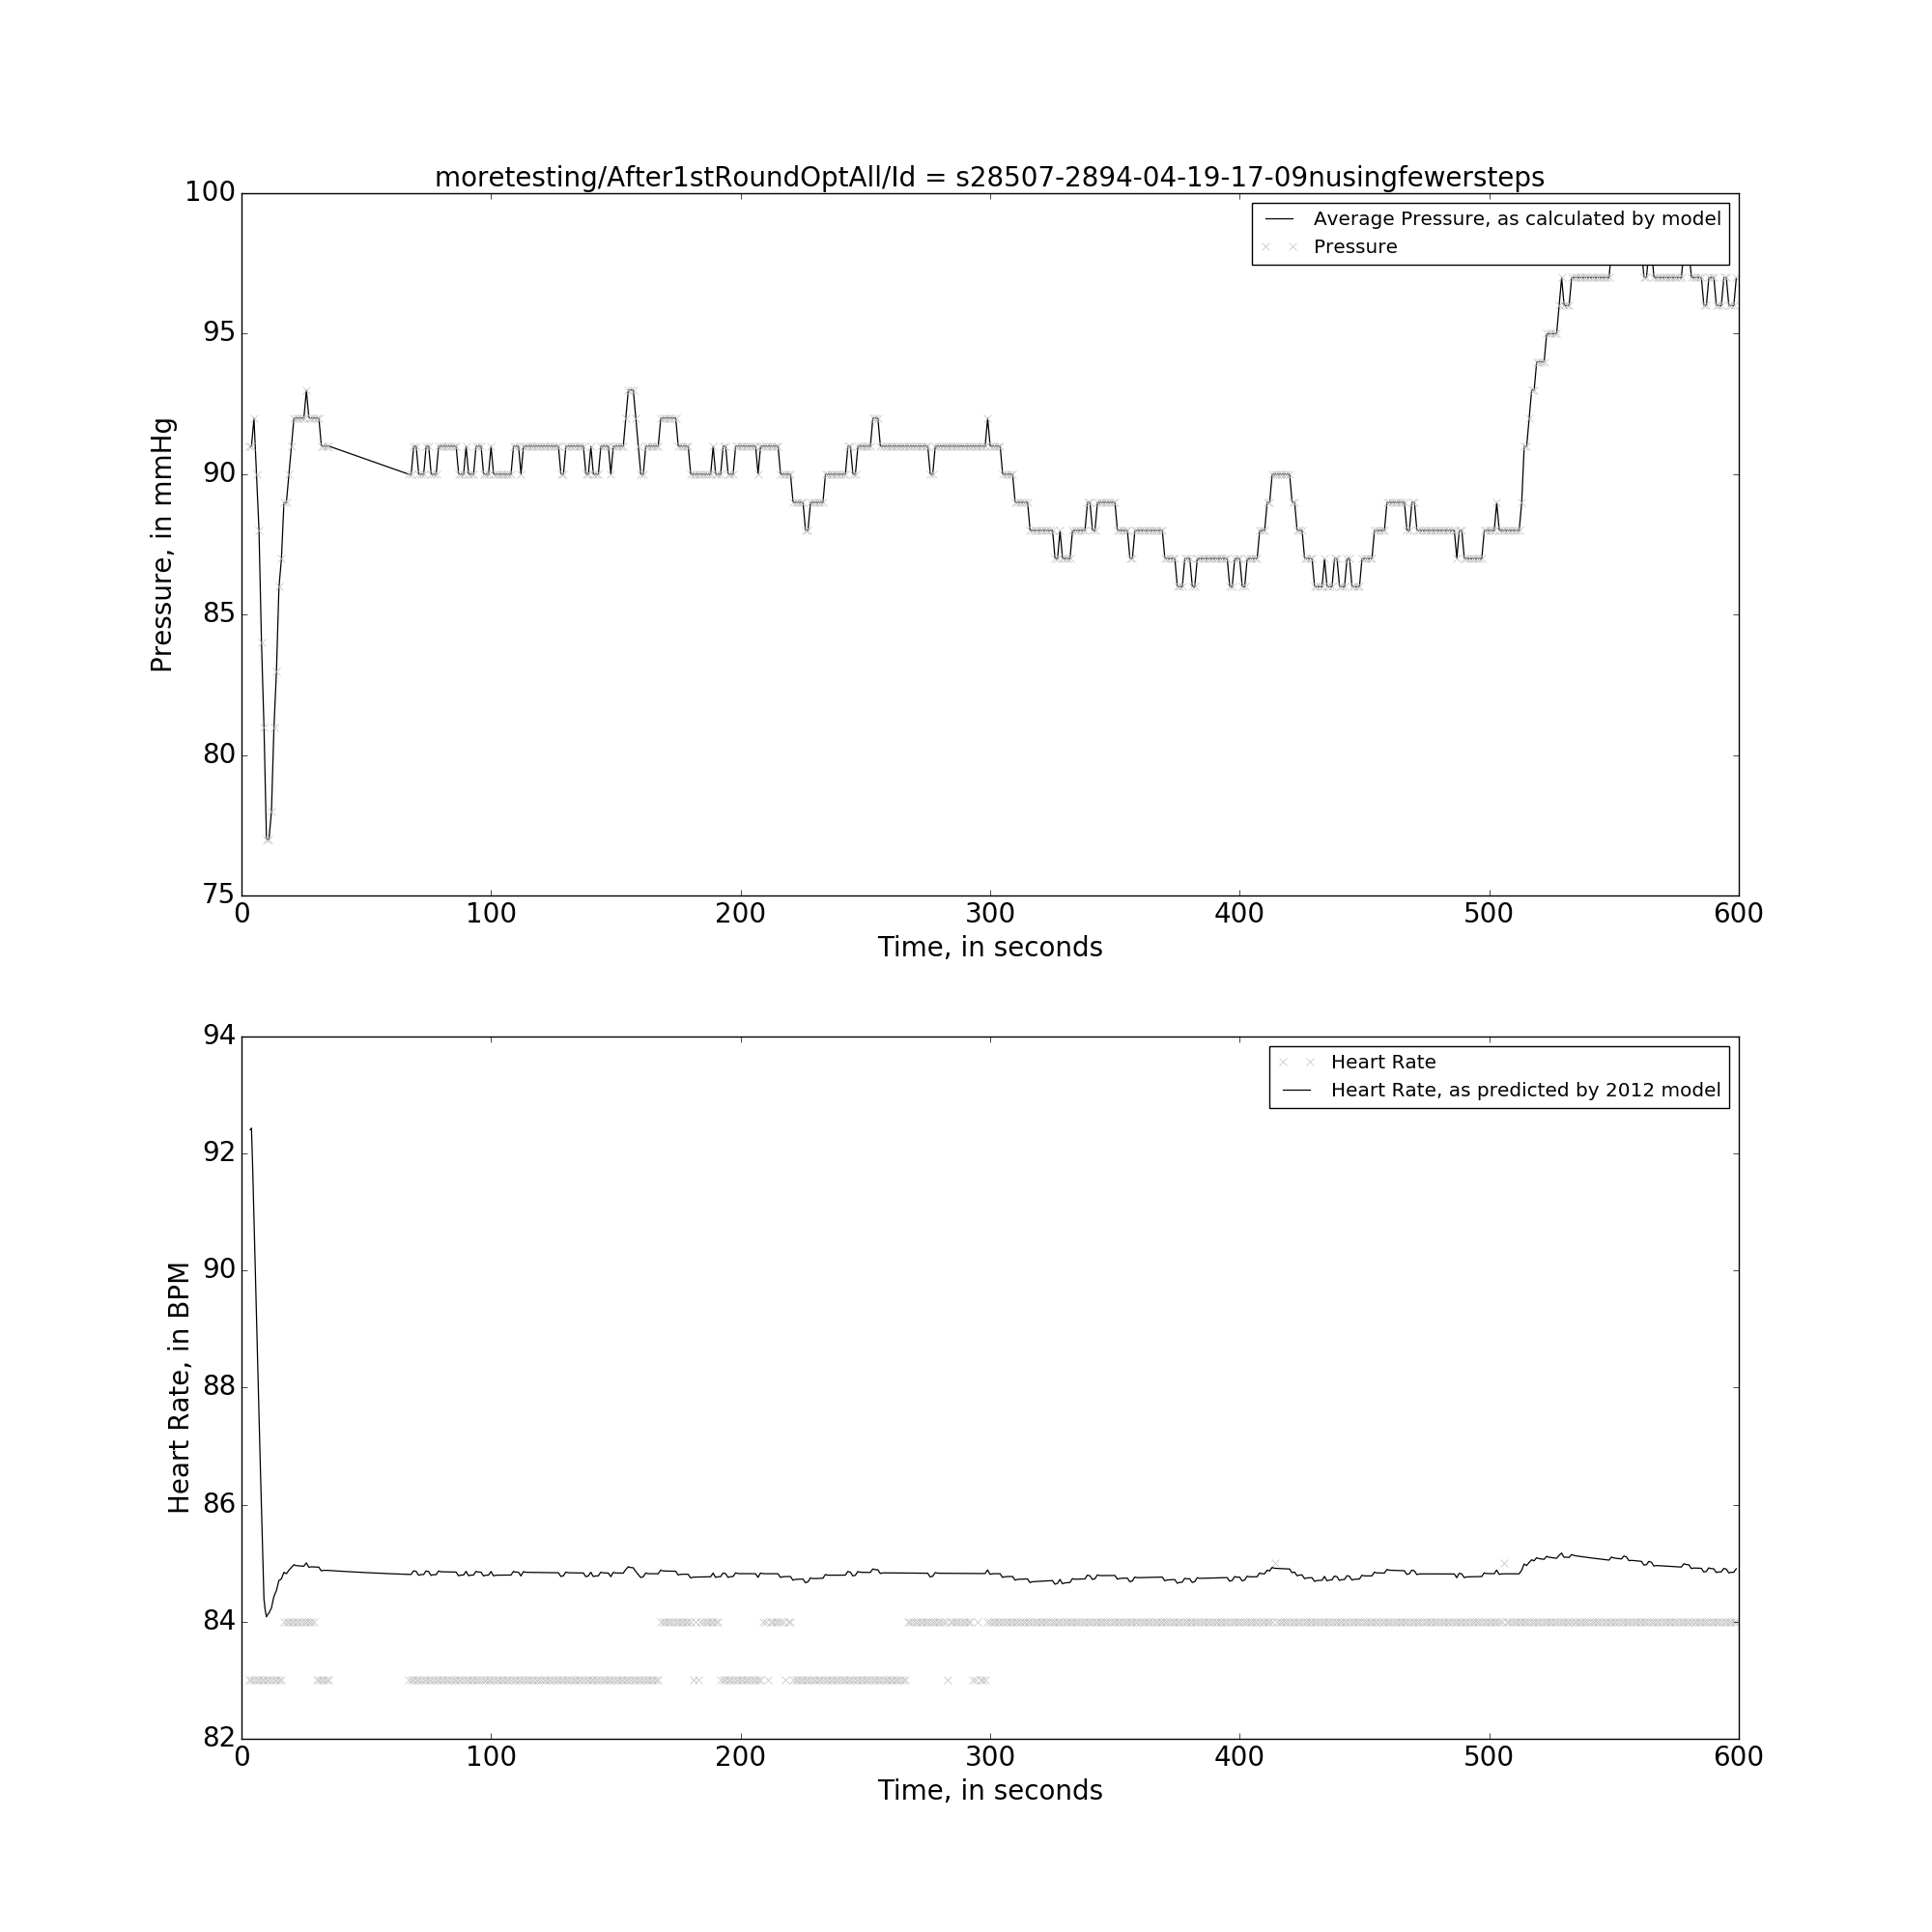 moretesting/After1stRoundOptAll/Id = s28507-2894-04-19-17-09nusingfewersteps
100
95
90
85
80
75
Pressure, in mmHg
Average Pressure, as calculated by model
Pressure
0 100 200 300 400 500 600
Time, in seconds
94
92
90
88
86
84
82
Heart Rate, in BPM
Heart Rate
Heart Rate, as predicted by 2012 model
0 100 200 300 400 500 600
Time, in seconds